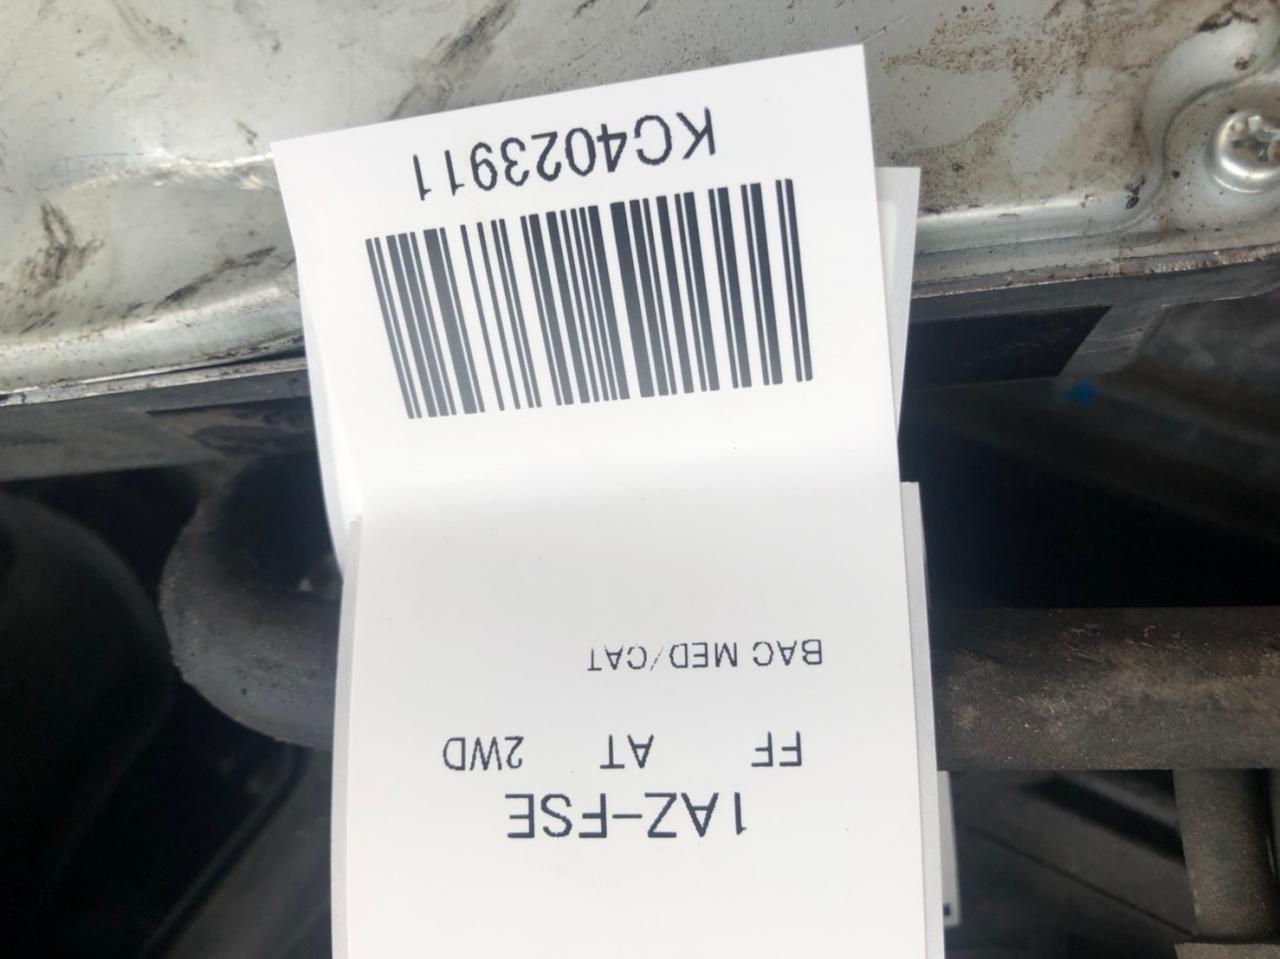 1AZ-FSE
FF AT 2WD
BAC MED/CAT
KC4023911